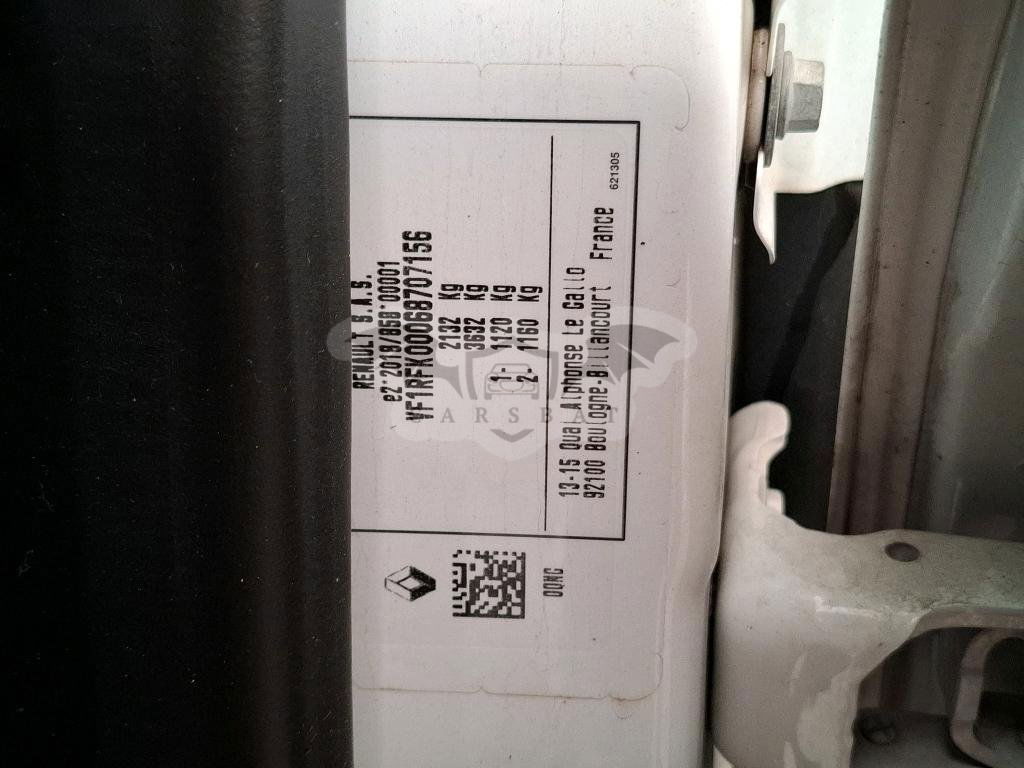 RENAULT S.A.S.
e2*2018/858*00001
VF1RFK00068707156
2132 Kg
3632 Kg
1- 1120 Kg
2- 1160 Kg
13-15 Quai Alphonse Le Gallo
92100 Boulogne-Billancourt France
621305
CARSBAT